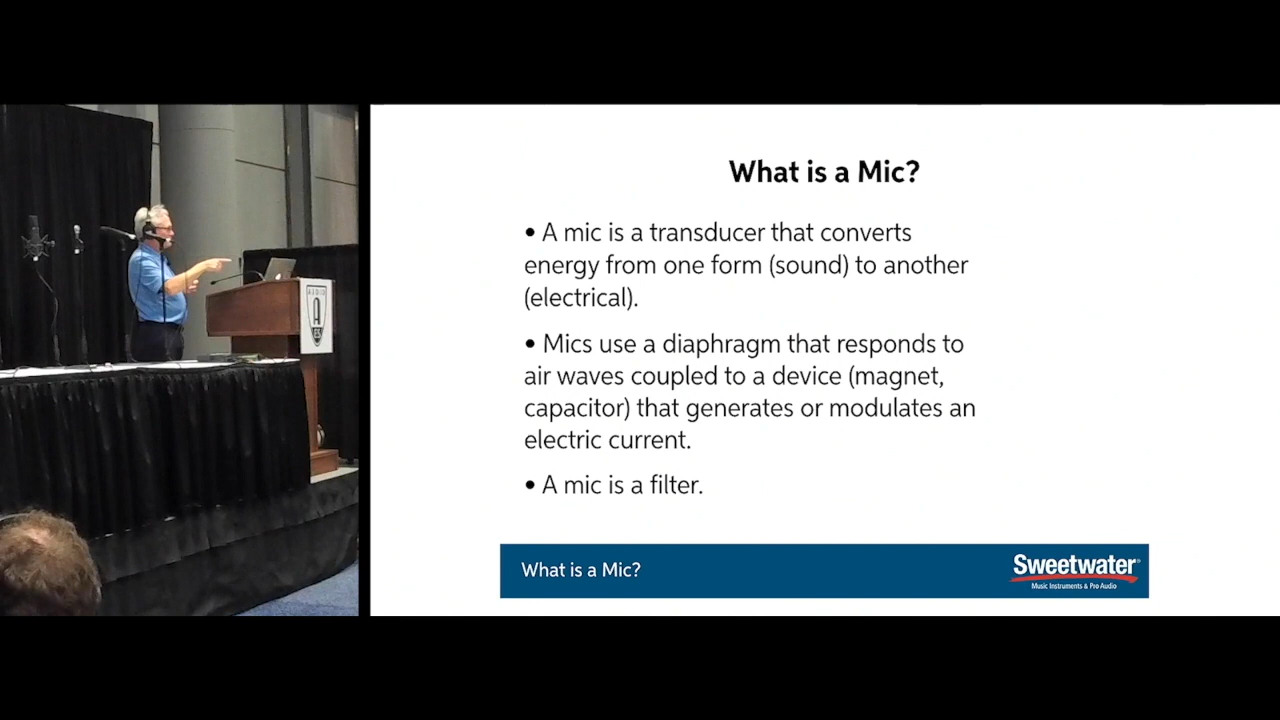 What is a Mic?
• A mic is a transducer that converts
energy from one form (sound) to another
(electrical).
• Mics use a diaphragm that responds to
air waves coupled to a device (magnet,
capacitor) that generates or modulates an
electric current.
• A mic is a filter.
What is a Mic?
Sweetwater®
Music Instruments & Pro Audio
AUDIO
A
ES